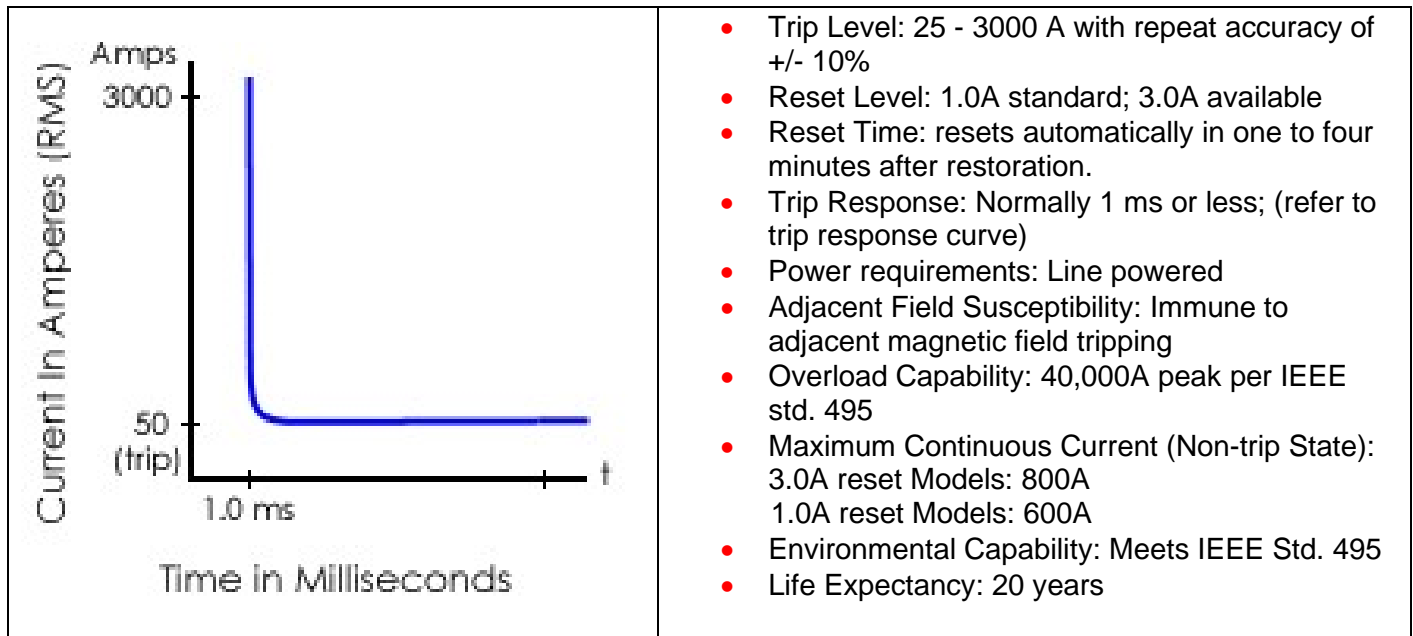 Amps
3000
50
(trip)
Current In Amperes (RMS)
t
1.0 ms
Time in Milliseconds
• Trip Level: 25 - 3000 A with repeat accuracy of
+/- 10%
• Reset Level: 1.0A standard; 3.0A available
• Reset Time: resets automatically in one to four
minutes after restoration.
• Trip Response: Normally 1 ms or less; (refer to
trip response curve)
• Power requirements: Line powered
• Adjacent Field Susceptibility: Immune to
adjacent magnetic field tripping
• Overload Capability: 40,000A peak per IEEE
std. 495
• Maximum Continuous Current (Non-trip State):
3.0A reset Models: 800A
1.0A reset Models: 600A
• Environmental Capability: Meets IEEE Std. 495
• Life Expectancy: 20 years